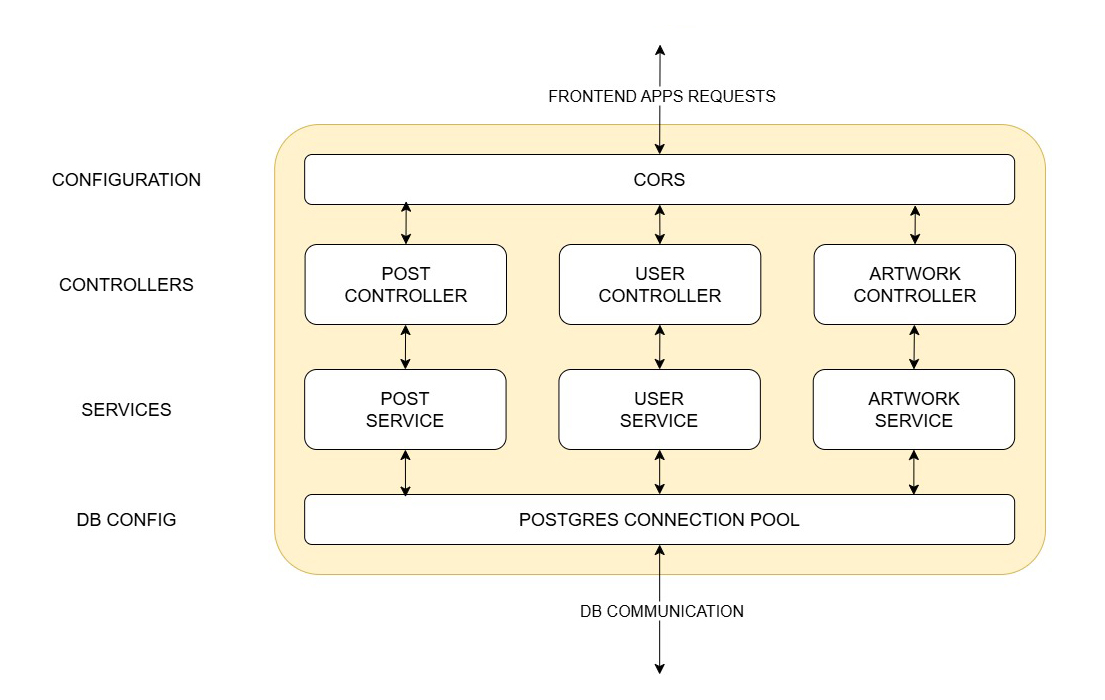 FRONTEND APPS REQUESTS
CONFIGURATION
CORS
CONTROLLERS
POST
CONTROLLER
USER
CONTROLLER
ARTWORK
CONTROLLER
SERVICES
POST
SERVICE
USER
SERVICE
ARTWORK
SERVICE
DB CONFIG
POSTGRES CONNECTION POOL
DB COMMUNICATION